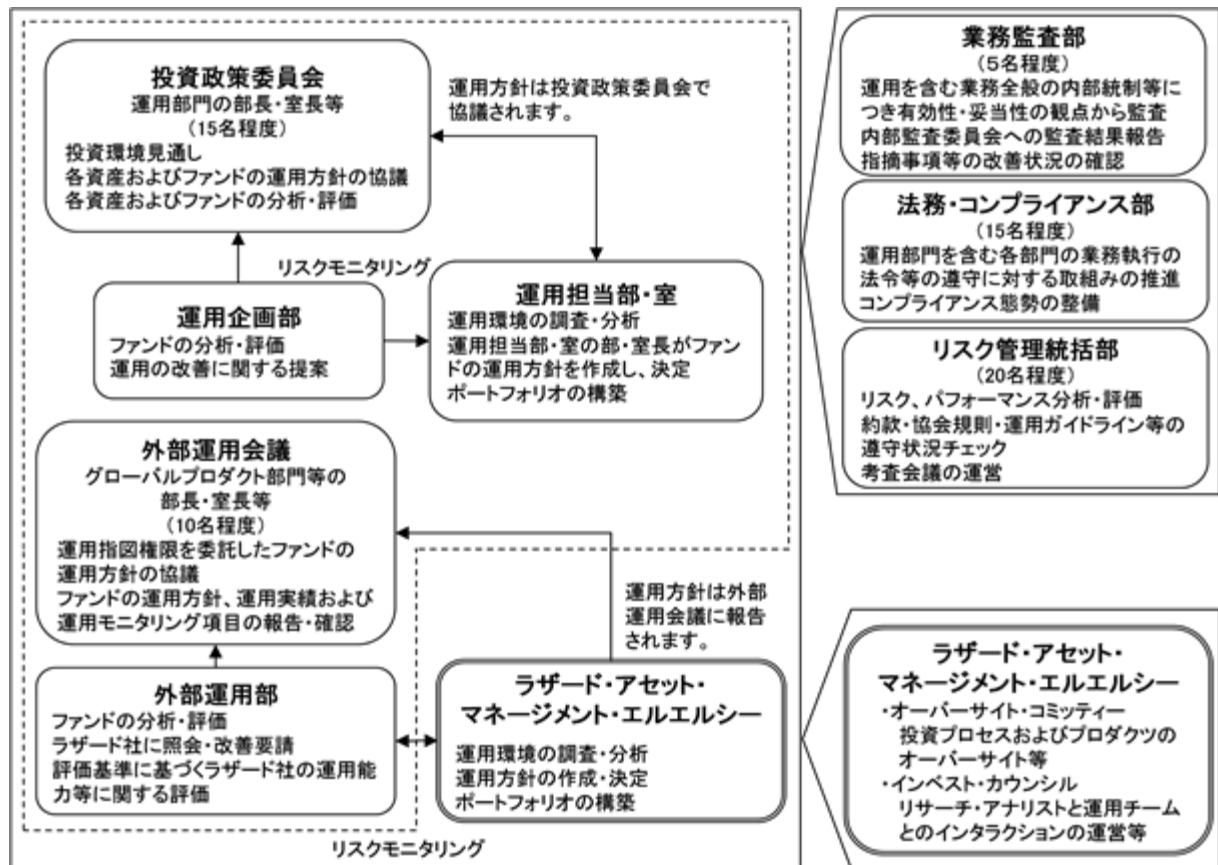 投資政策委員会
運用部門の部長・室長等
(15名程度)
投資環境見通し
各資産およびファンドの運用方針の協議
各資産およびファンドの分析・評価
運用方針は投資政策委員会で
協議されます。
リスクモニタリング
運用企画部
ファンドの分析・評価
運用の改善に関する提案
運用担当部・室
運用環境の調査・分析
運用担当部・室の部・室長がファン
ドの運用方針を作成し、決定
ポートフォリオの構築
外部運用会議
グローバルプロダクト部門等の
部長・室長等
(10名程度)
運用指図権限を委託したファンドの
運用方針の協議
ファンドの運用方針、運用実績および
運用モニタリング項目の報告・確認
運用方針は外部
運用会議に報告
されます。
外部運用部
ファンドの分析・評価
ラザード社に照会・改善要請
評価基準に基づくラザード社の運用能
力等に関する評価
ラザード・アセット・
マネージメント・エルエルシー
運用環境の調査・分析
運用方針の作成・決定
ポートフォリオの構築
リスクモニタリング
業務監査部
(5名程度)
運用を含む業務全般の内部統制等に
つき有効性・妥当性の観点から監査
内部監査委員会への監査結果報告
指摘事項等の改善状況の確認
法務・コンプライアンス部
(15名程度)
運用部門を含む各部門の業務執行の
法令等の遵守に対する取組みの推進
コンプライアンス態勢の整備
リスク管理統括部
(20名程度)
リスク、パフォーマンス分析・評価
約款・協会規則・運用ガイドライン等の
遵守状況チェック
考査会議の運営
ラザード・アセット・
マネージメント・エルエルシー
・オーバーサイト・コミッティー
投資プロセスおよびプロダクツの
オーバーサイト等
・インベスト・カウンシル
リサーチ・アナリストと運用チーム
とのインタラクションの運営等